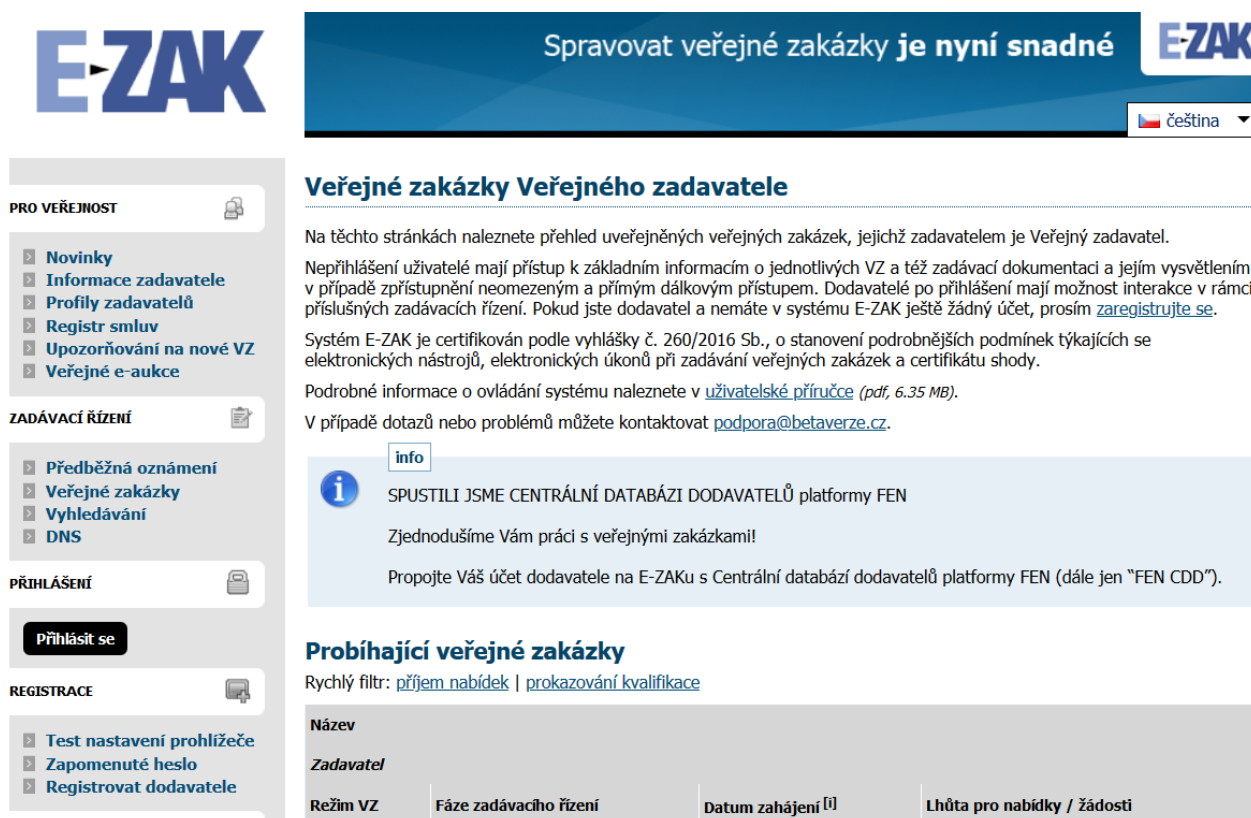 E-ZAK
Spravovat veřejné zakázky je nyní snadné
E-ZAK
čeština
PRO VEŘEJNOST
Novinky
Informace zadavatele
Profily zadavatelů
Registr smluv
Upozorňování na nové VZ
Veřejné e-aukce
ZADÁVACÍ ŘÍZENÍ
Předběžná oznámení
Veřejné zakázky
Vyhledávání
DNS
PŘIHLÁŠENÍ
Přihlásit se
REGISTRACE
Test nastavení prohlížeče
Zapomenuté heslo
Registrovat dodavatele
Veřejné zakázky Veřejného zadavatele
Na těchto stránkách naleznete přehled uveřejněných veřejných zakázek, jejichž zadavatelem je Veřejný zadavatel.
Nepřihlášení uživatelé mají přístup k základním informacím o jednotlivých VZ a též zadávací dokumentaci a jejím vysvětlením
v případě zpřístupnění neomezeným a přímým dálkovým přístupem. Dodavatelé po přihlášení mají možnost interakce v rámci
příslušných zadávacích řízení. Pokud jste dodavatel a nemáte v systému E-ZAK ještě žádný účet, prosím zaregistrujte se.
Systém E-ZAK je certifikován podle vyhlášky č. 260/2016 Sb., o stanovení podrobnějších podmínek týkajících se
elektronických nástrojů, elektronických úkonů při zadávání veřejných zakázek a certifikátu shody.
Podrobné informace o ovládání systému naleznete v uživatelské příručce (pdf, 6.35 MB).
V případě dotazů nebo problémů můžete kontaktovat podpora@betaverze.cz.
info
SPUSTILI JSME CENTRÁLNÍ DATABÁZI DODAVATELŮ platformy FEN
Zjednodušíme Vám práci s veřejnými zakázkami!
Propojte Váš účet dodavatele na E-ZAKu s Centrální databází dodavatelů platformy FEN (dále jen "FEN CDD").
Probíhající veřejné zakázky
Rychlý filtr: příjem nabídek | prokazování kvalifikace
Název
Zadavatel
Režim VZ Fáze zadávacího řízení Datum zahájení [i] Lhůta pro nabídky / žádosti